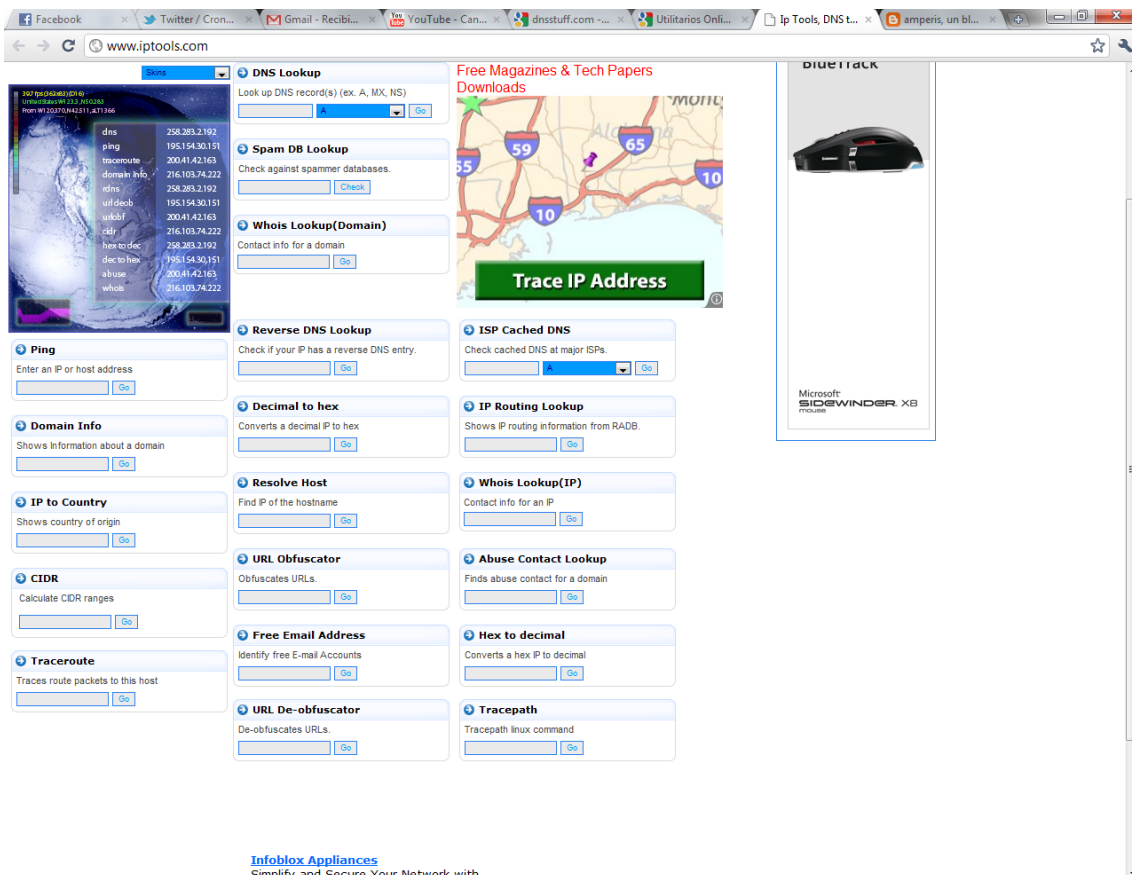 Facebook
Twitter / Cron...
Gmail - Recibi...
YouTube - Can...
dnsstuff.com -...
Utilitarios Onli...
Ip Tools, DNS t...
amperis, un bl...
www.iptools.com
Skins
397 fps(362x83)(D16)
From W120370,N42511,aLT1366
dns 258.283.2.192
ping 195.154.30.151
traceroute 200.41.42.163
domain info 216.103.74.222
rdns 258.283.2.192
url deob 195.154.30.151
urlobf 200.41.42.163
cidr 216.103.74.222
hex to dec 258.283.2.192
dec to hex 195.154.30.151
abuse 200.41.42.163
whois 216.103.74.222
Ping
Enter an IP or host address
Go
Domain Info
Shows Information about a domain
Go
IP to Country
Shows country of origin
Go
CIDR
Calculate CIDR ranges
Go
Traceroute
Traces route packets to this host
Go
DNS Lookup
Look up DNS record(s) (ex. A, MX, NS)
A Go
Spam DB Lookup
Check against spammer databases.
Check
Whois Lookup(Domain)
Contact info for a domain
Go
Reverse DNS Lookup
Check if your IP has a reverse DNS entry.
Go
Decimal to hex
Converts a decimal IP to hex
Go
Resolve Host
Find IP of the hostname
Go
URL Obfuscator
Obfuscates URLs.
Go
Free Email Address
Identify free E-mail Accounts
Go
URL De-obfuscator
De-obfuscates URLs.
Go
Free Magazines & Tech Papers
Downloads
Alabama
59
65
55
10
10
Trace IP Address
ISP Cached DNS
Check cached DNS at major ISPs.
A Go
IP Routing Lookup
Shows IP routing information from RADB.
Go
Whois Lookup(IP)
Contact info for an IP
Go
Abuse Contact Lookup
Finds abuse contact for a domain
Go
Hex to decimal
Converts a hex IP to decimal
Go
Tracepath
Tracepath linux command
Go
BlueTrack
Microsoft
SIDEWINDER X8
mouse
Infoblox Appliances
Simplify and Secure Your Network with